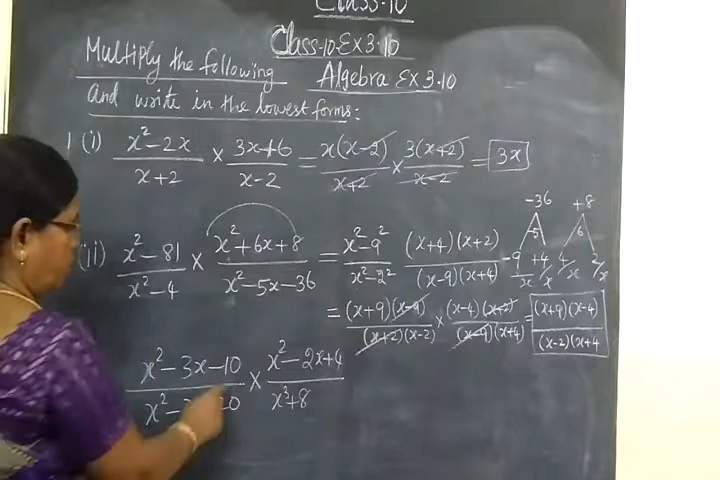 Class-10
Class-10-Ex 3.10
Multiply the following
Algebra Ex 3.10
and write in the lowest forms:
1 (i) x²-2x/x+2 × 3x+6/x-2 = x(x-2)/x+2 × 3(x+2)/x-2 = 3x
-36 +8
-5 6
-9/x +4/x 4/x 2/x
(ii) x²-81/x²-4 × x²+6x+8/x²-5x-36 = x²-9²/x²-2² (x+4)(x+2)/(x-9)(x+4)
= (x+9)(x-9)/(x+2)(x-2) × (x-4)(x+2)/(x-9)(x+4) = (x+9)(x-4)/(x-2)(x+4
x²-3x-10/x² × x²-2x+4/x³+8